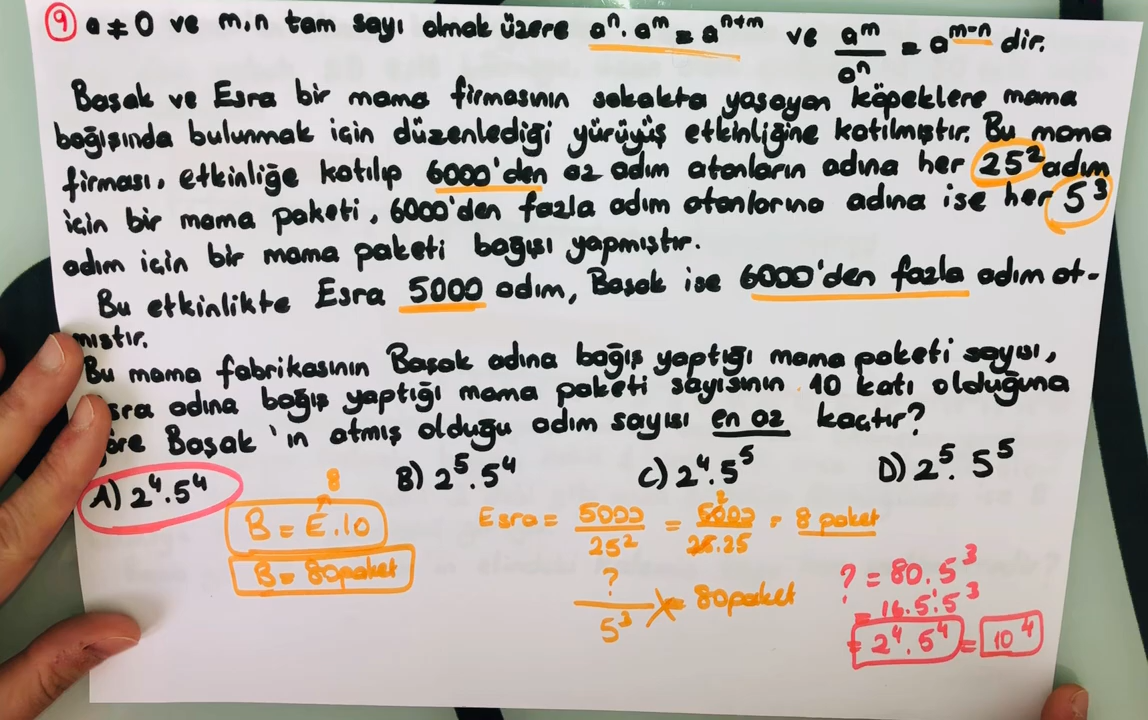 9) a ≠ 0 ve m,n tam sayı olmak üzere aⁿ.aᵐ = aⁿ⁺ᵐ ve aᵐ/aⁿ = aᵐ⁻ⁿ dir.
Başak ve Esra bir mama firmasının sokakta yaşayan köpeklere mama
bağışında bulunmak için düzenlediği yürüyüş etkinliğine katılmıştır. Bu mama
firması, etkinliğe katılıp 6000'den az adım atanların adına her 25² adım
için bir mama paketi, 6000'den fazla adım atanların adına ise her 5³
adım için bir mama paketi bağışı yapmıştır.
Bu etkinlikte Esra 5000 adım, Başak ise 6000'den fazla adım at-
mıştır.
Bu mama fabrikasının Başak adına bağış yaptığı mama paketi sayısı,
sra adına bağış yaptığı mama paketi sayısının 10 katı olduğuna
öre Başak'ın atmış olduğu adım sayısı en az kaçtır?
A) 2⁴.5⁴ B) 2⁵.5⁴ C) 2⁴.5⁵ D) 2⁵.5⁵
8
B = E.10
B = 80 paket
Esra = 5000/25² = 5000/25.25 = 8 paket
?/5³ = 80 paket
? = 80.5³
= 16.5.5³
= 2⁴.5⁴ = 10⁴